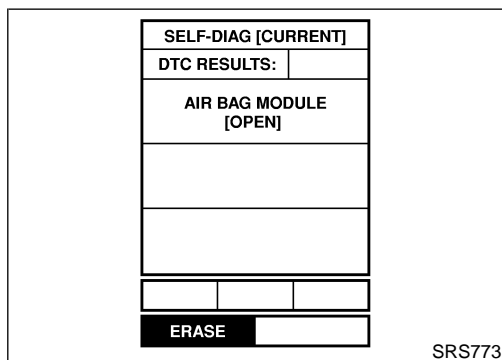 SELF-DIAG [CURRENT]
DTC RESULTS:
AIR BAG MODULE
[OPEN]
ERASE
SRS773